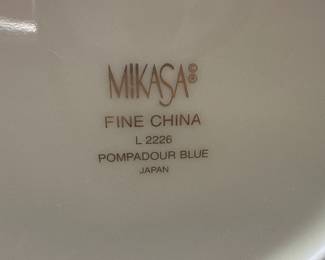 MIKASA®©
FINE CHINA
L 2226
POMPADOUR BLUE
JAPAN